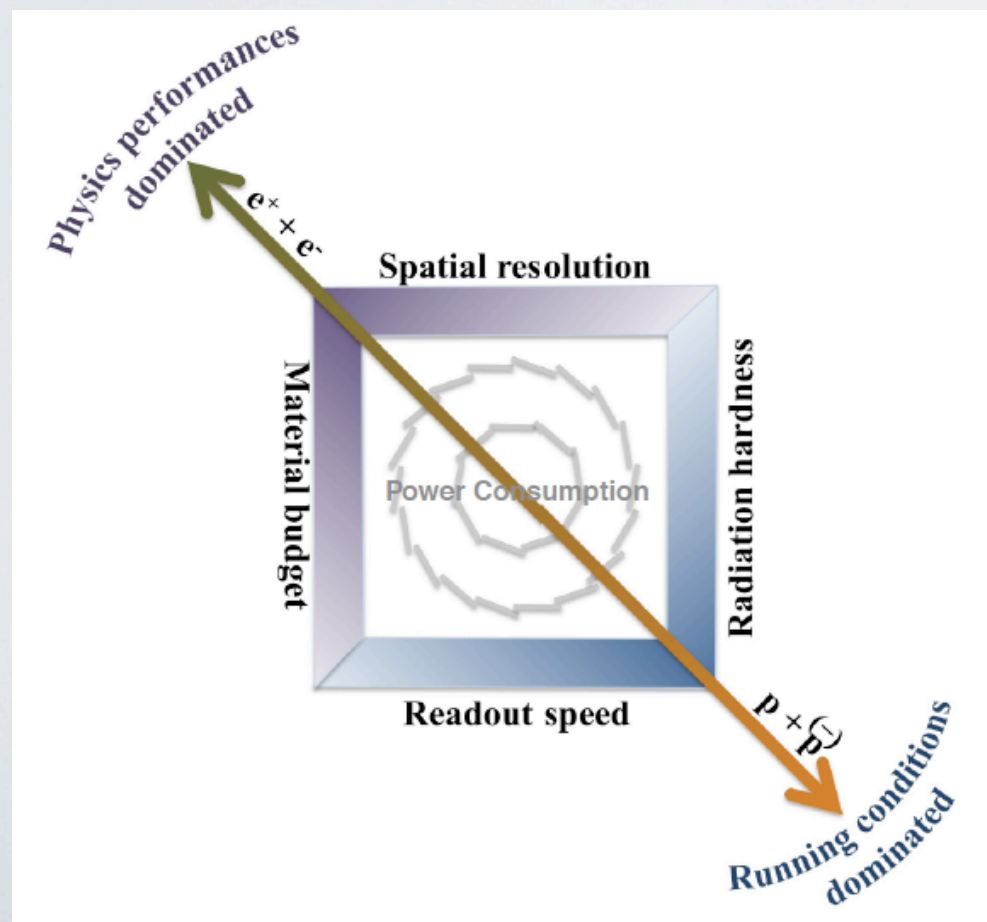 Physics performances
dominated
e⁺ + e⁻
Spatial resolution
Material budget
Power Consumption
Radiation hardness
Readout speed
p + p⁽⁻⁾
Running conditions
dominated